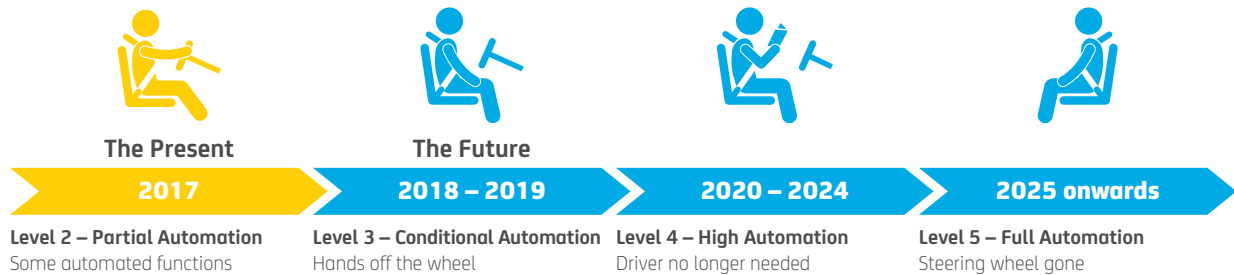 The Present
The Future
2017
2018 – 2019
2020 – 2024
2025 onwards
Level 2 – Partial Automation
Some automated functions
Level 3 – Conditional Automation
Hands off the wheel
Level 4 – High Automation
Driver no longer needed
Level 5 – Full Automation
Steering wheel gone